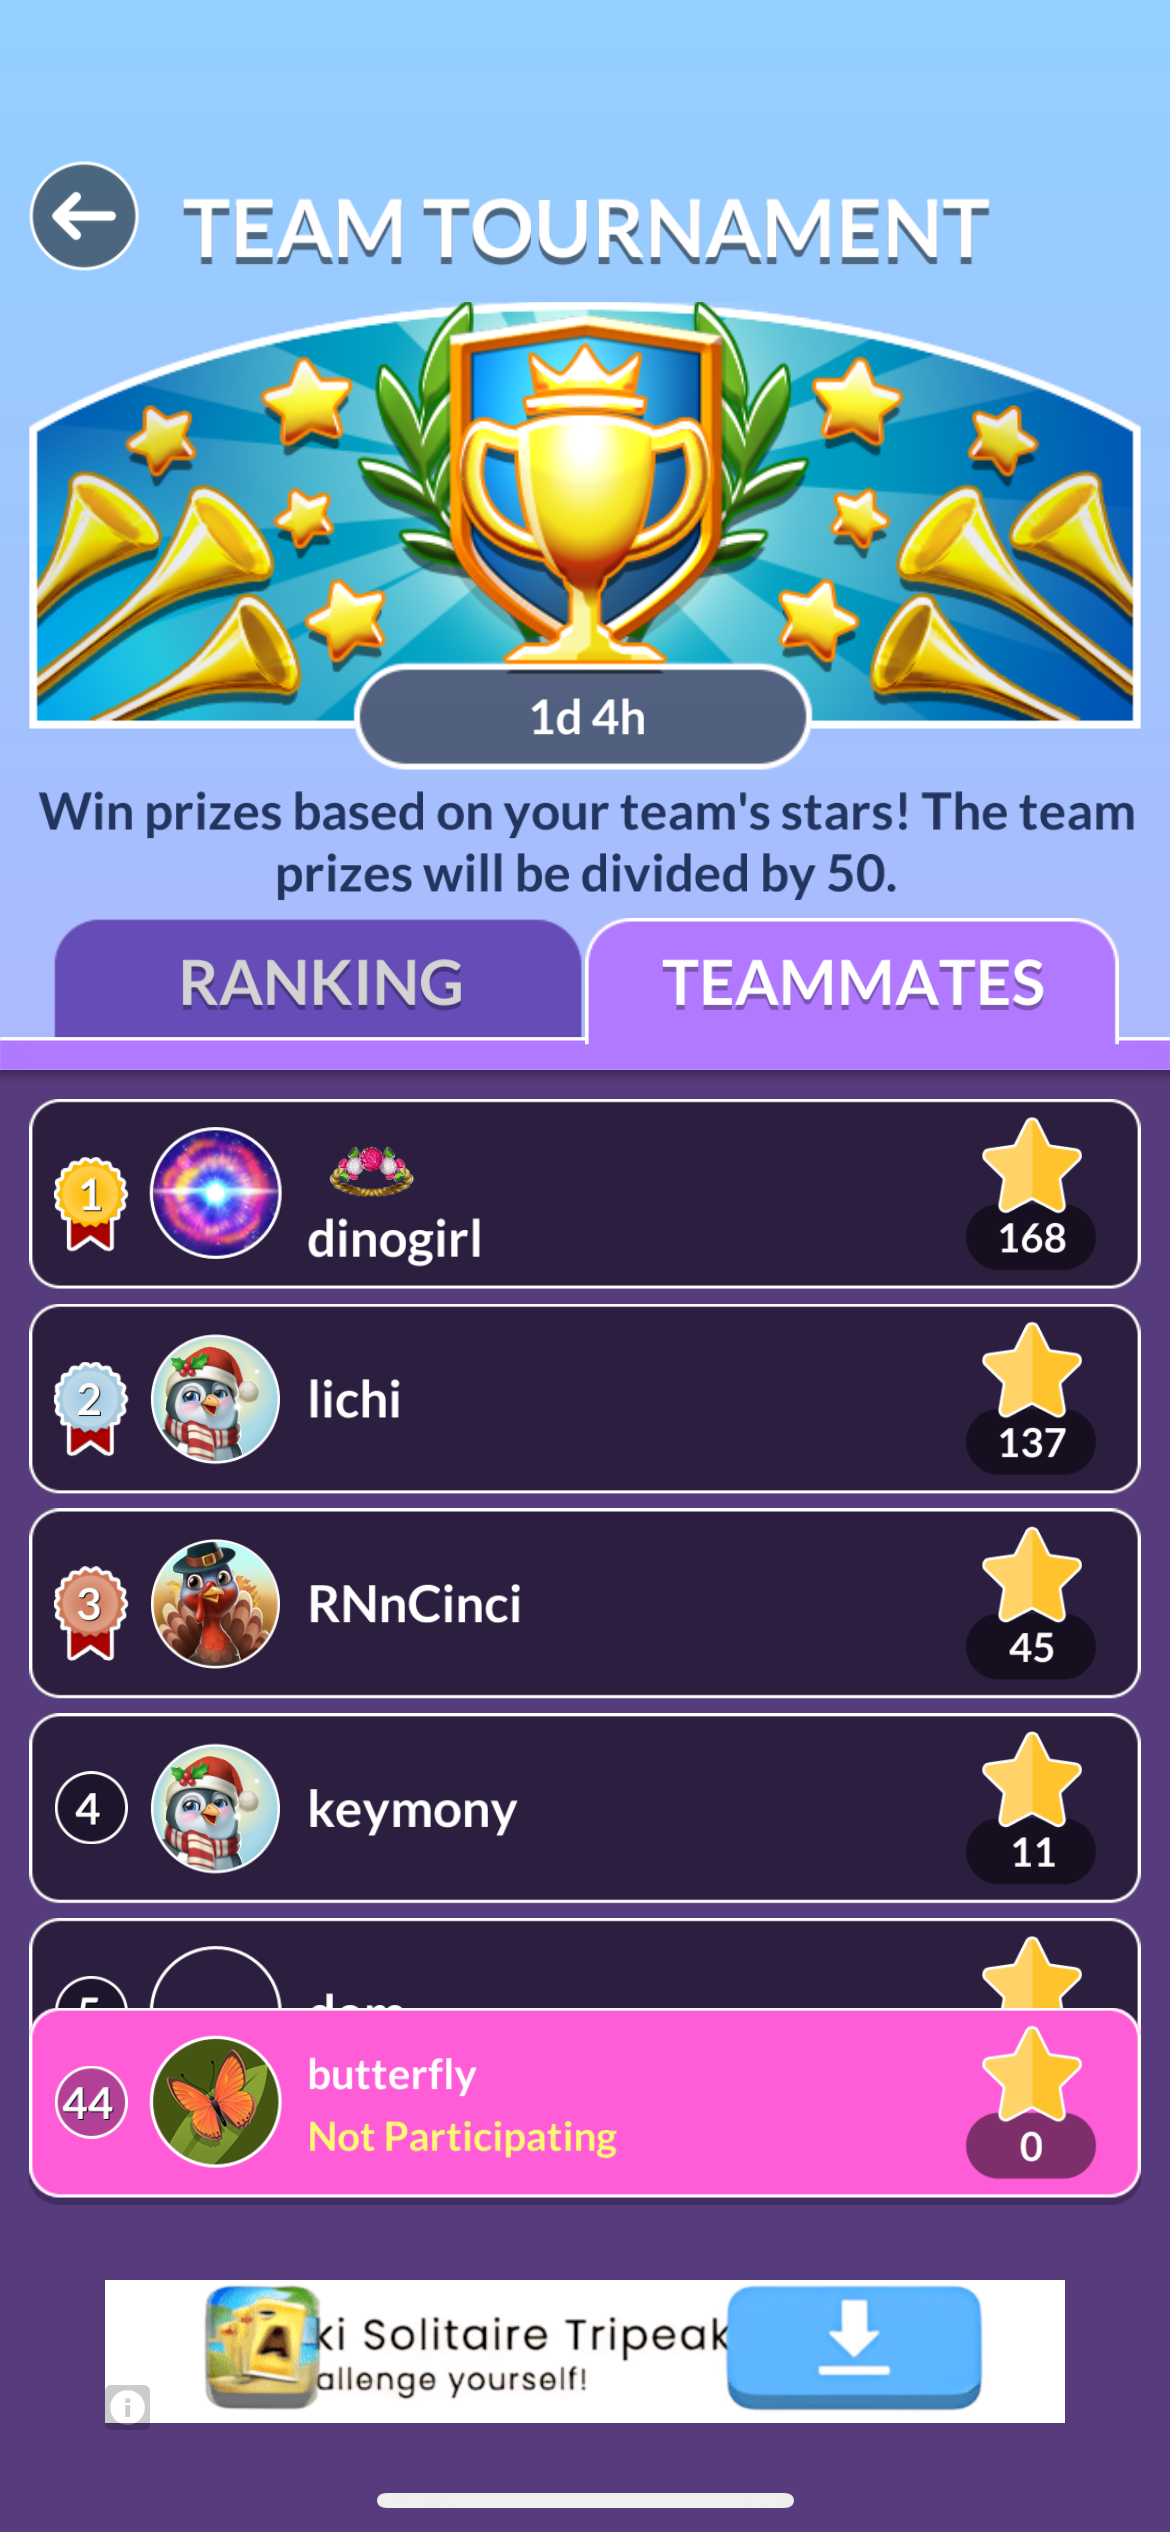 TEAM TOURNAMENT
1d 4h
Win prizes based on your team's stars! The team
prizes will be divided by 50.
RANKING
TEAMMATES
1
dinogirl
168
2
lichi
137
3
RNnCinci
45
4
keymony
11
5
44
butterfly
Not Participating
0
A
ki Solitaire Tripeak
allenge yourself!
i